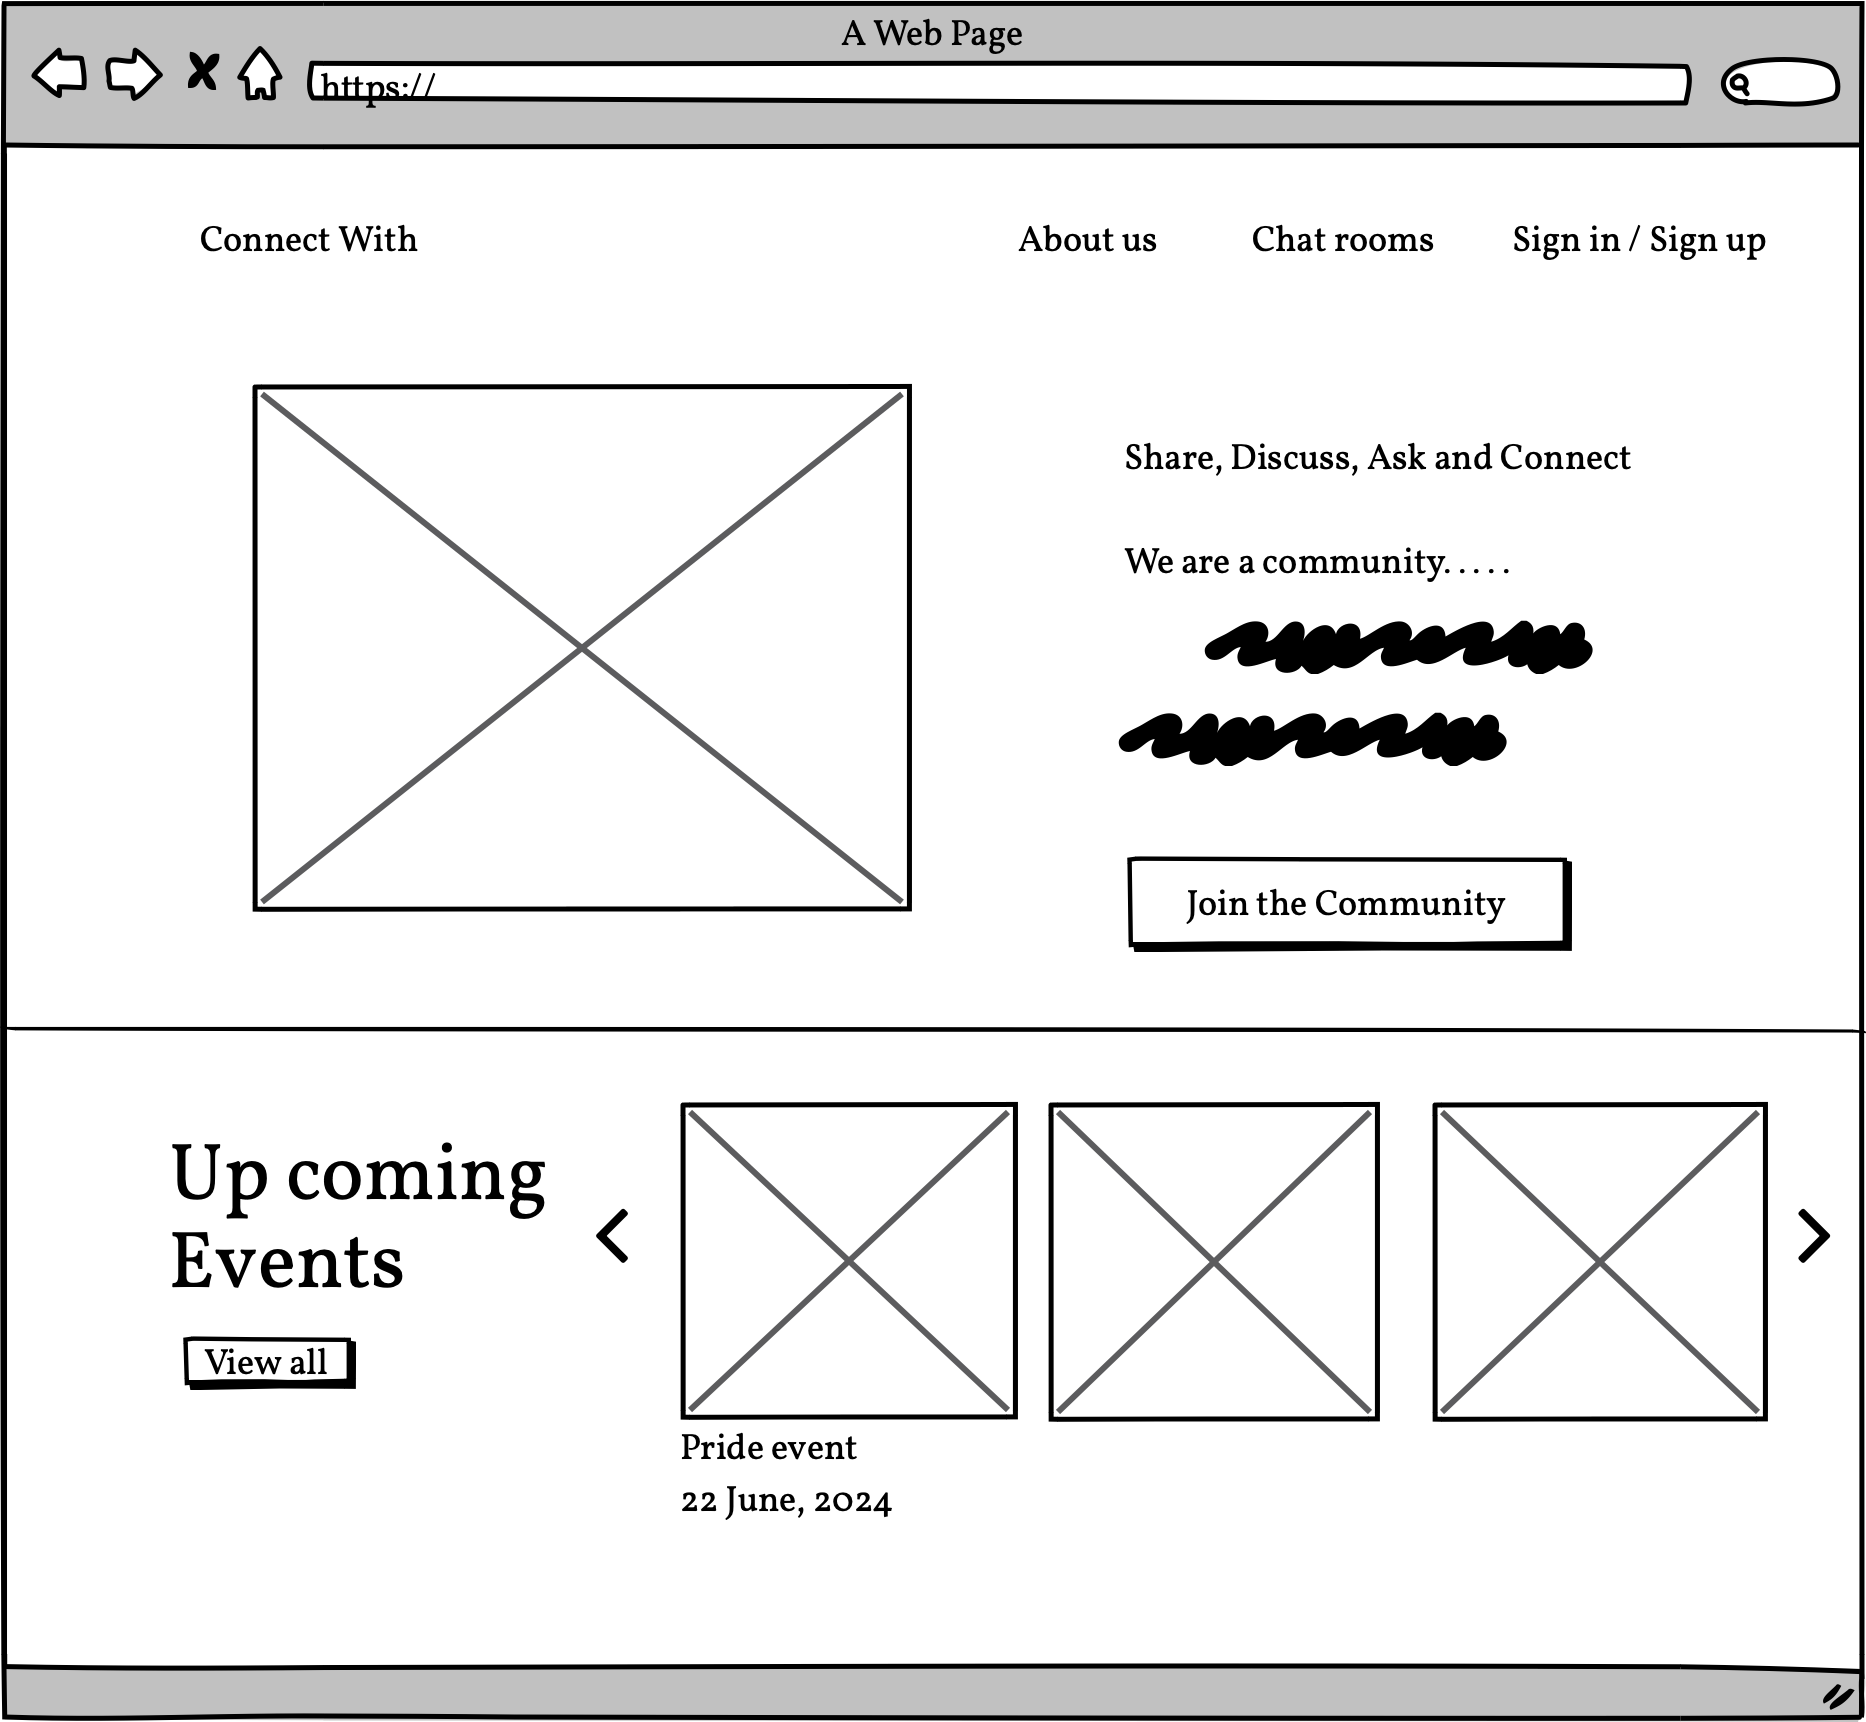 A Web Page
https://
Connect With
About us
Chat rooms
Sign in / Sign up
Share, Discuss, Ask and Connect
We are a community.....
Join the Community
Up coming
Events
View all
Pride event
22 June, 2024